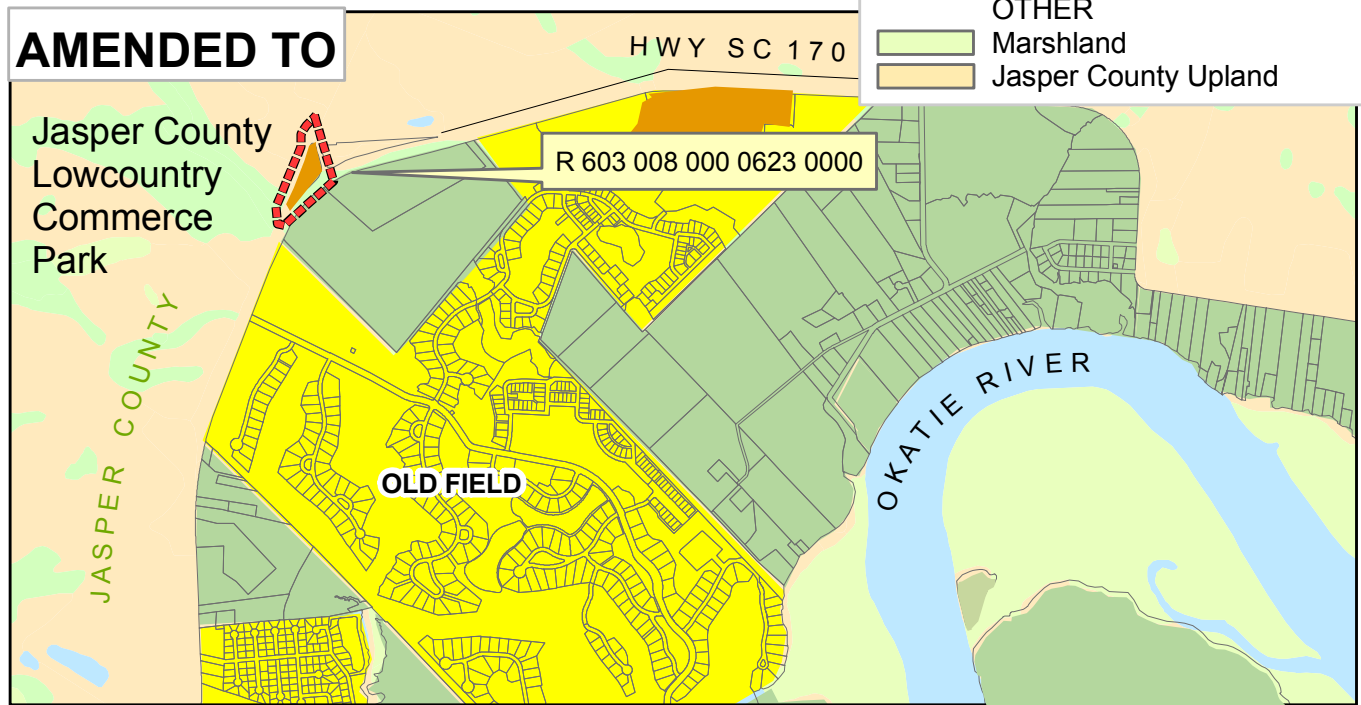 AMENDED TO
HWY SC 170
OTHER
Marshland
Jasper County Upland
Jasper County
Lowcountry
Commerce
Park
R 603 008 000 0623 0000
JASPER COUNTY
OLD FIELD
OKATIE RIVER